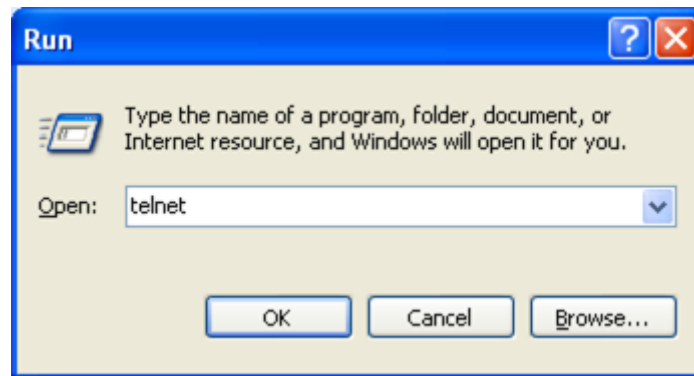 Run
Type the name of a program, folder, document, or
Internet resource, and Windows will open it for you.
Open: telnet
OK Cancel Browse...